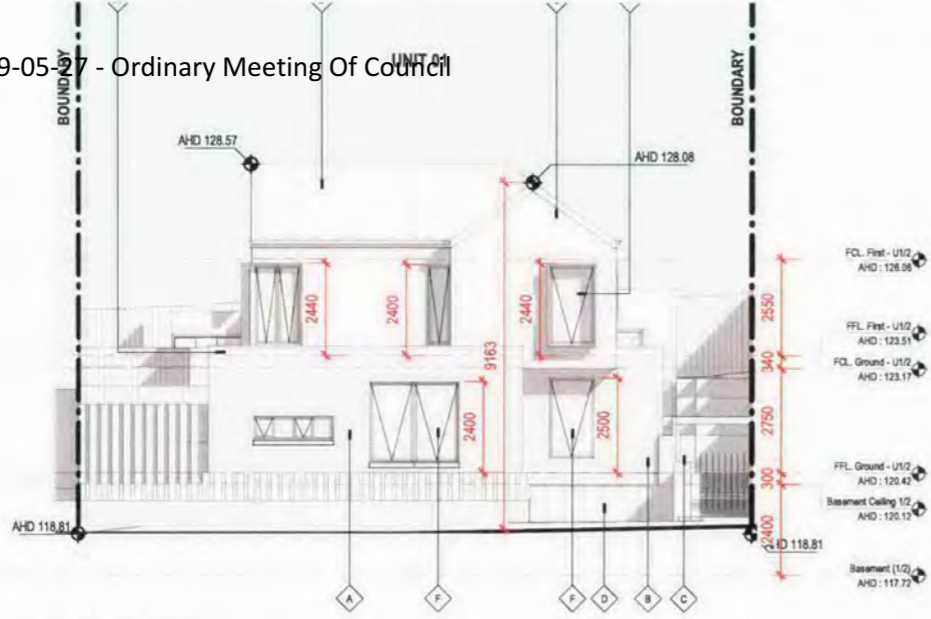 9-05-27 - Ordinary Meeting Of Council
UNIT 01
BOUNDARY
BOUNDARY
AHD 128.57
AHD 128.08
FCL. First - U1/2
AHD : 126.06
2440
2400
2440
2550
9163
FFL. First - U1/2
AHD : 123.51
340
FCL. Ground - U1/2
AHD : 123.17
2400
2500
2750
FFL. Ground - U1/2
AHD : 120.42
300
Basement Ceiling 1/2
AHD : 120.12
AHD 118.81
2400
AHD 118.81
Basement (1/2)
AHD : 117.72
A
F
F
D
B
C